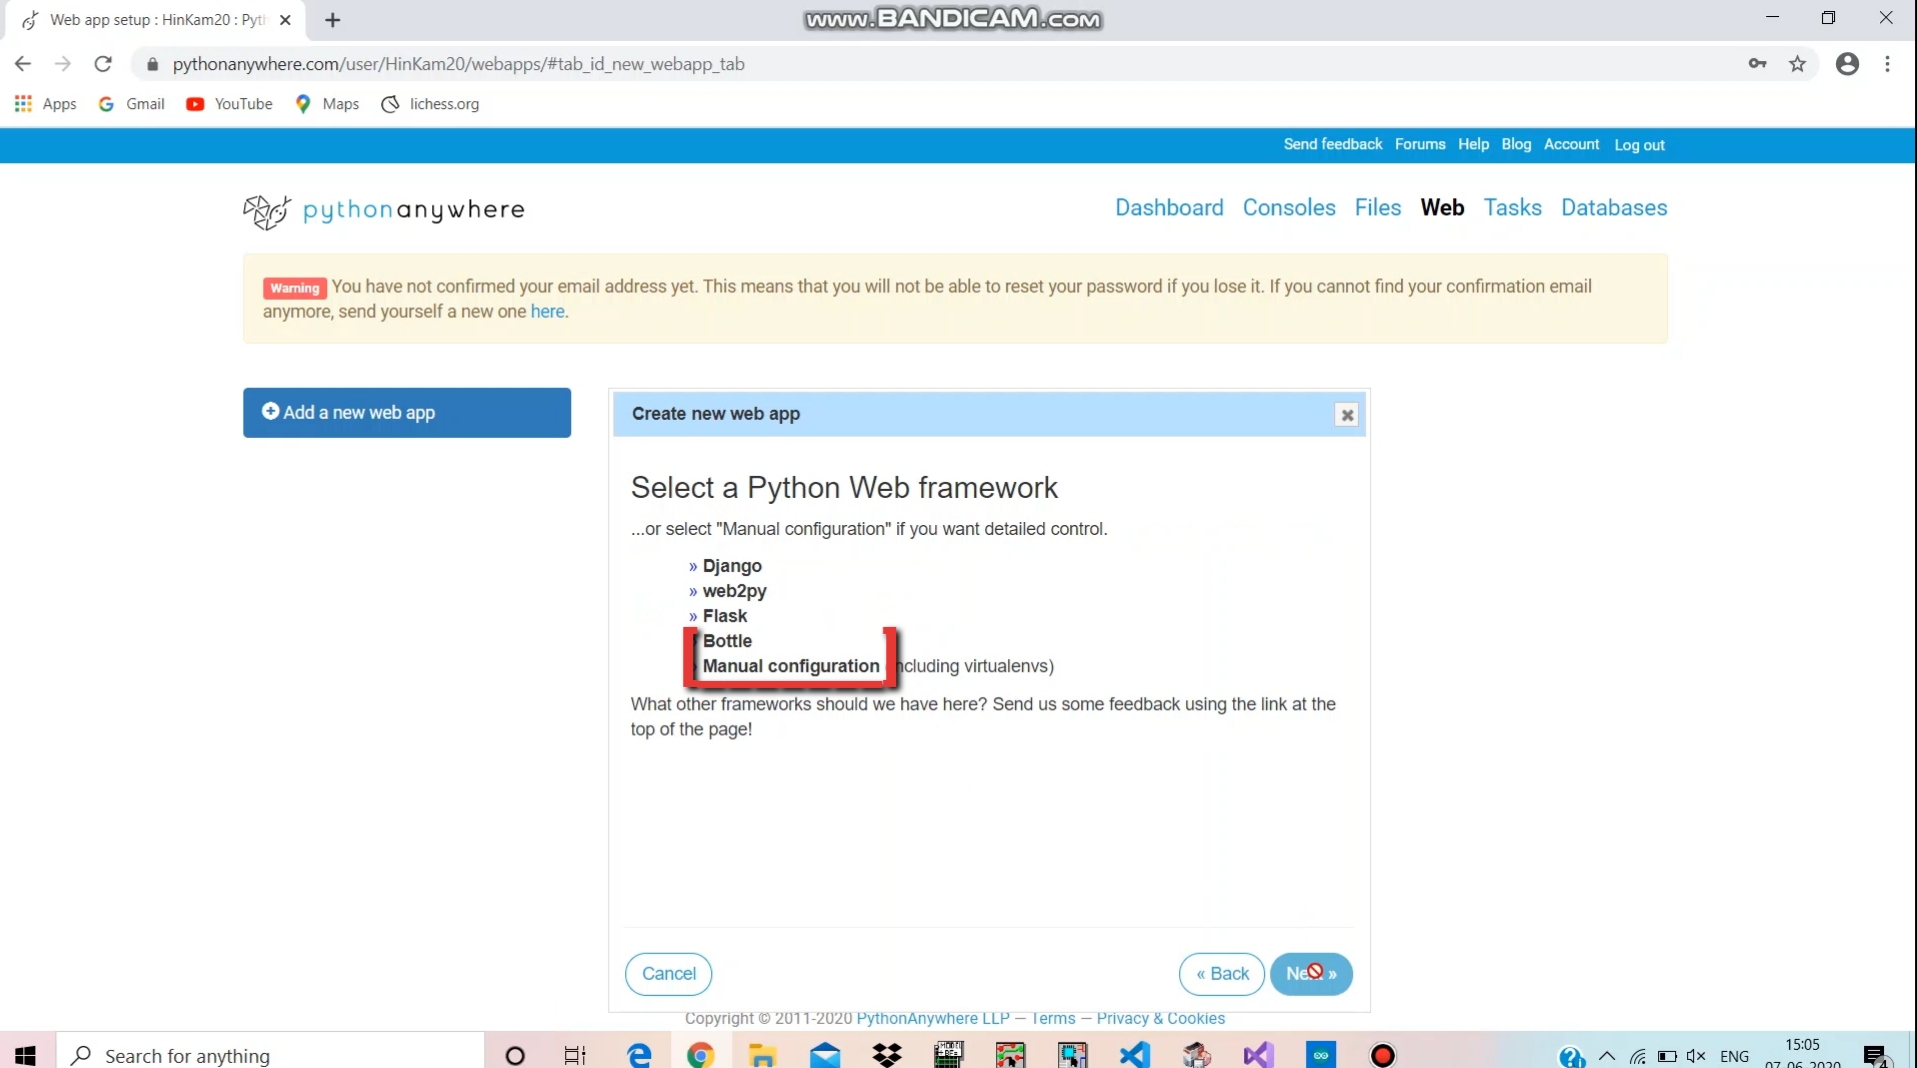 Web app setup : HinKam20 : Pyth
www.BANDICAM.com
pythonanywhere.com/user/HinKam20/webapps/#tab_id_new_webapp_tab
Apps Gmail YouTube Maps lichess.org
Send feedback Forums Help Blog Account Log out
pythonanywhere
Dashboard Consoles Files Web Tasks Databases
Warning You have not confirmed your email address yet. This means that you will not be able to reset your password if you lose it. If you cannot find your confirmation email
anymore, send yourself a new one here.
Add a new web app
Create new web app
Select a Python Web framework
...or select "Manual configuration" if you want detailed control.
» Django
» web2py
» Flask
Bottle
Manual configuration including virtualenvs)
What other frameworks should we have here? Send us some feedback using the link at the
top of the page!
Cancel « Back Next »
Copyright © 2011-2020 PythonAnywhere LLP — Terms — Privacy & Cookies
Search for anything
ENG 15:05
07-06-2020
4